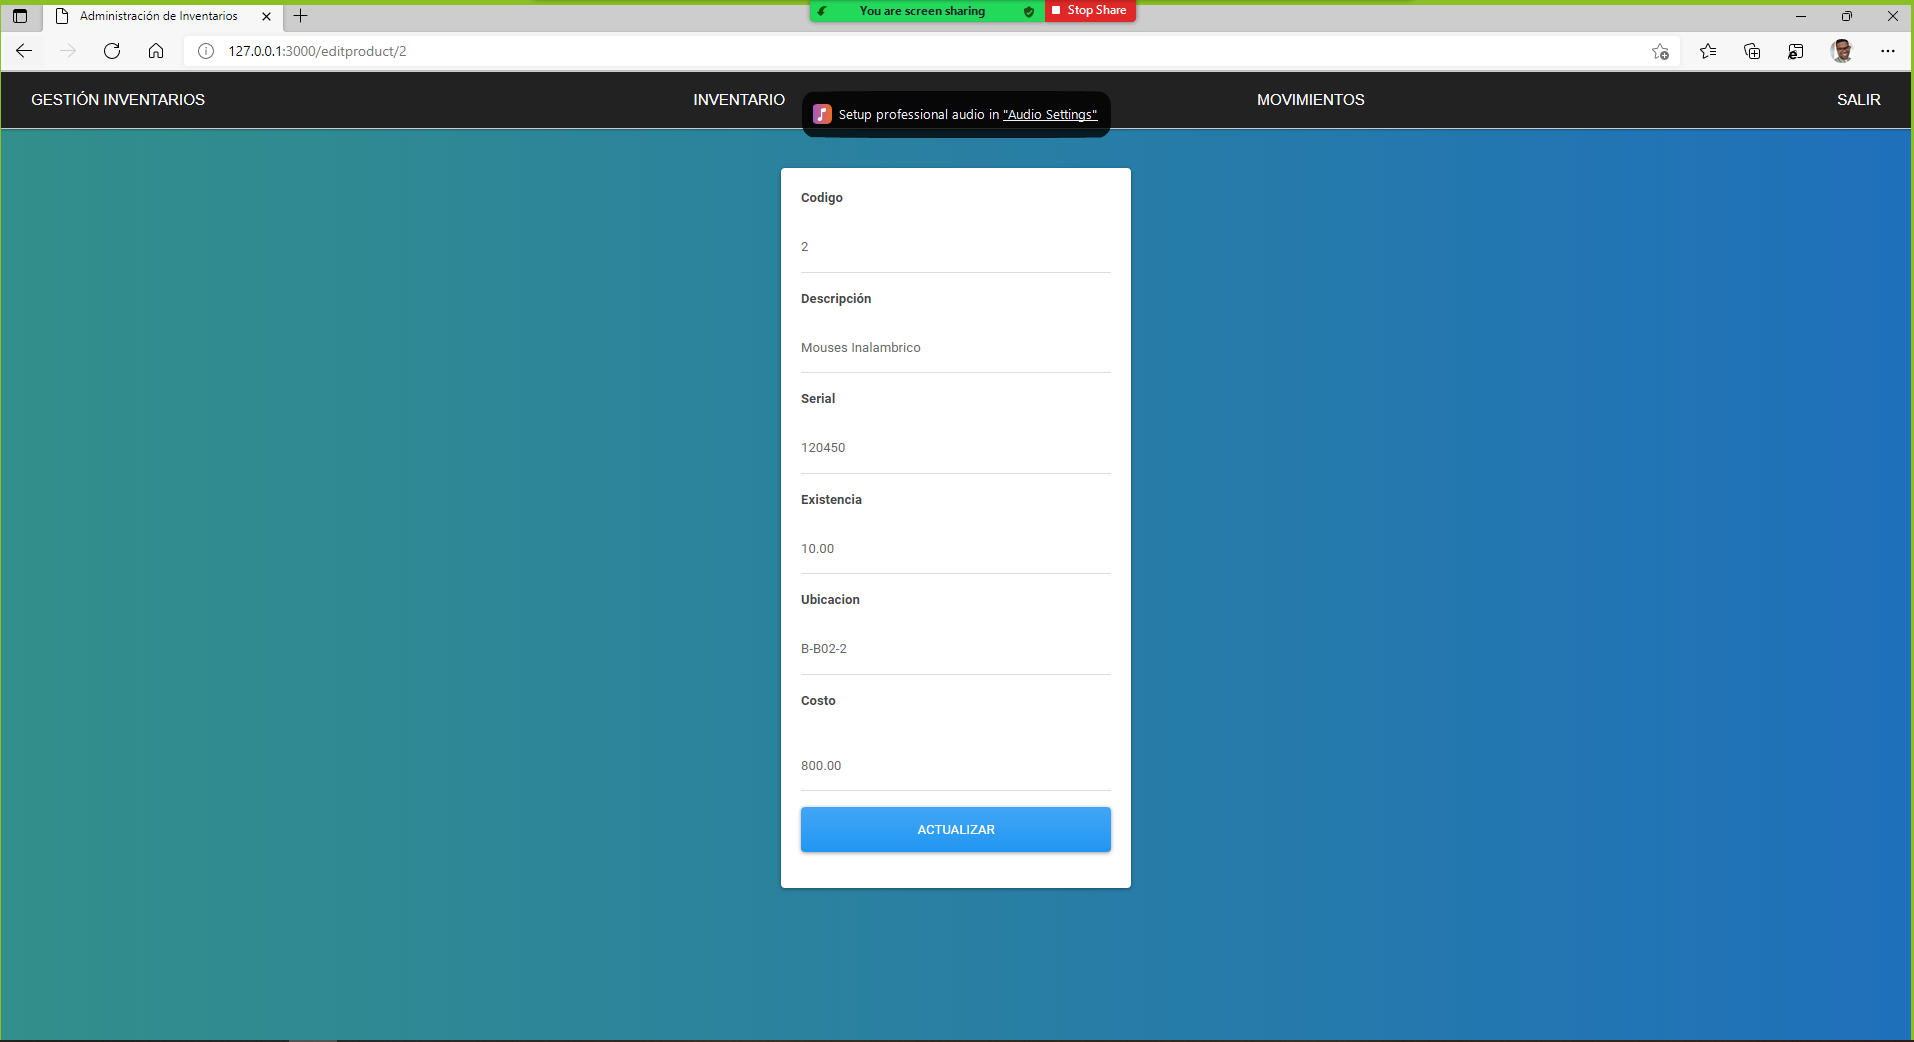 Administración de Inventarios
You are screen sharing
Stop Share
127.0.0.1:3000/editproduct/2
GESTIÓN INVENTARIOS
INVENTARIO
MOVIMIENTOS
SALIR
Setup professional audio in "Audio Settings"
Codigo
2
Descripción
Mouses Inalambrico
Serial
120450
Existencia
10.00
Ubicacion
B-B02-2
Costo
800.00
ACTUALIZAR